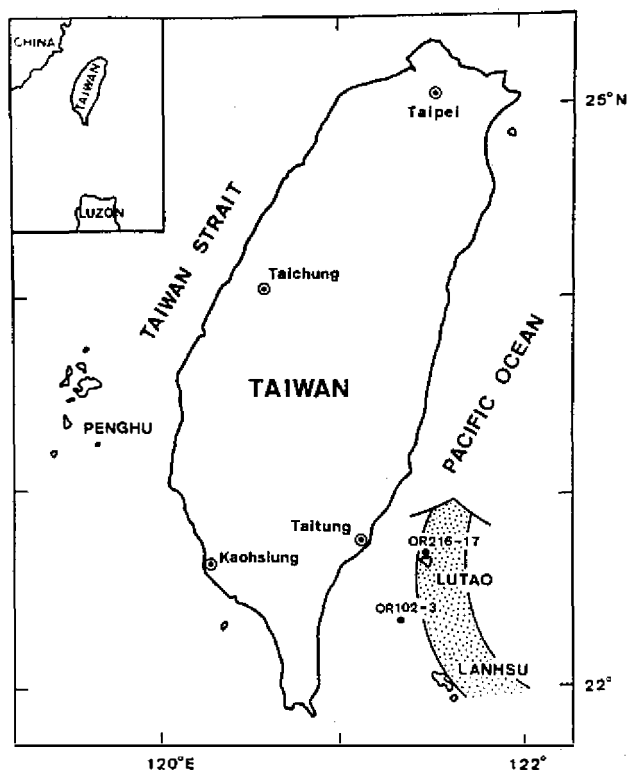 CHINA
TAIWAN
LUZON
Taipei
25°N
TAIWAN STRAIT
Taichung
TAIWAN
PENGHU
PACIFIC OCEAN
Taitung
OR216-17
Kaohsiung
LUTAO
OR102-3
LANHSU
22°
120°E
122°